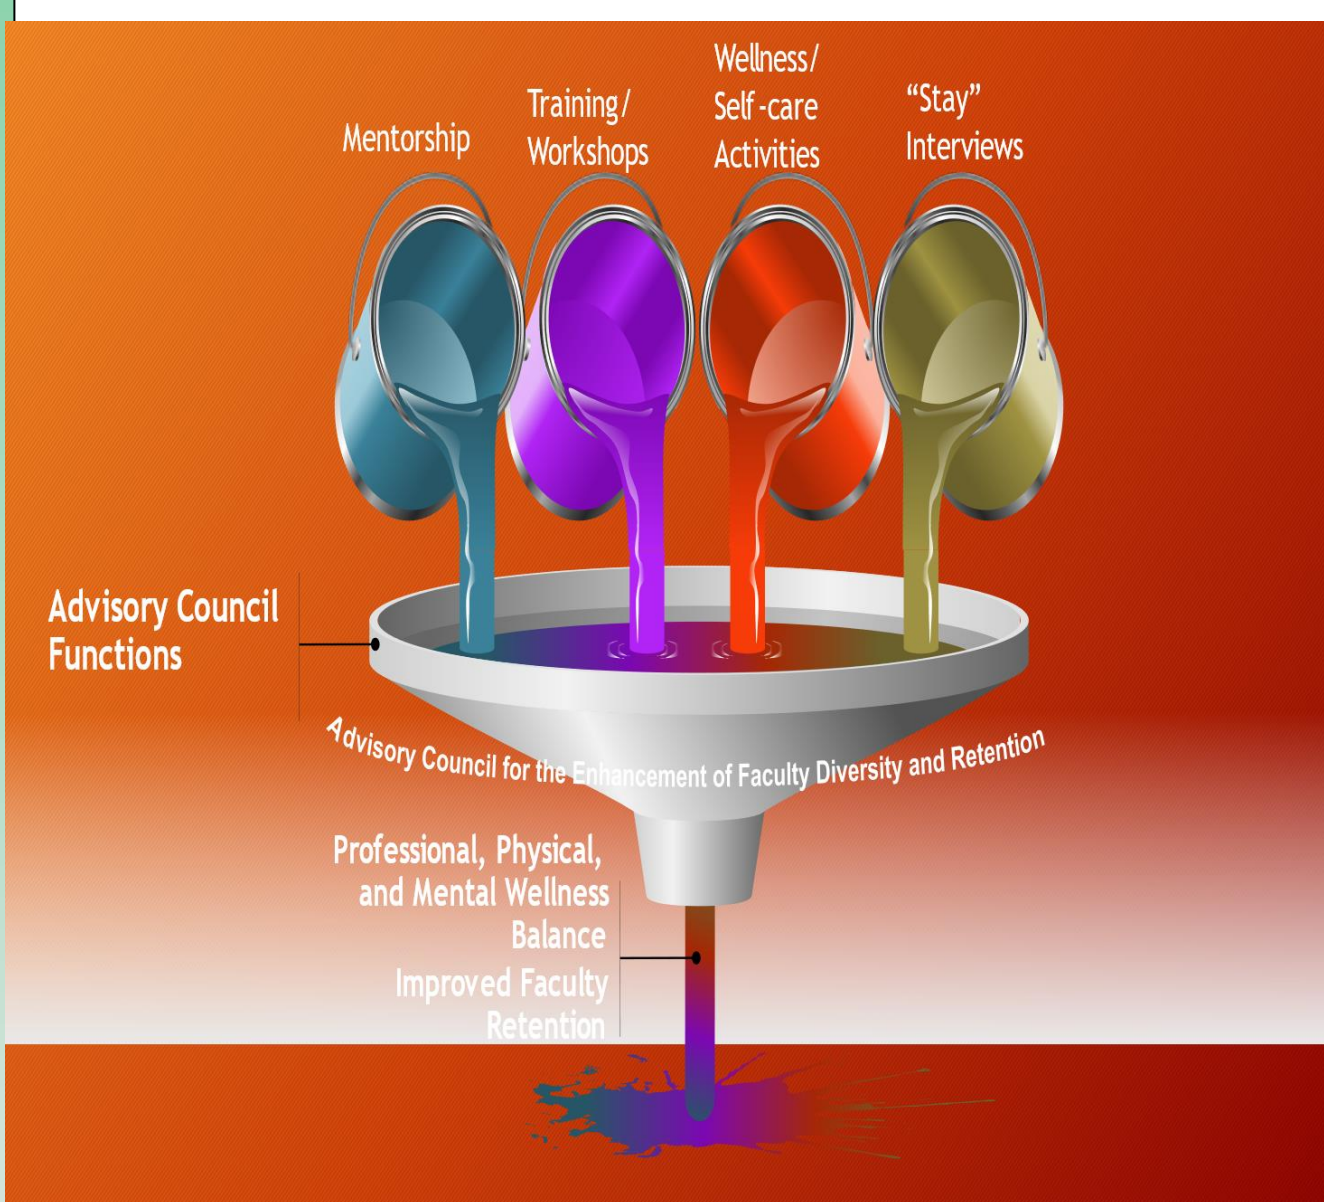 Mentorship
Training/
Workshops
Wellness/
Self-care
Activities
“Stay”
Interviews
Advisory Council
Functions
Advisory Council for the Enhancement of Faculty Diversity and Retention
Professional, Physical,
and Mental Wellness
Balance
Improved Faculty
Retention